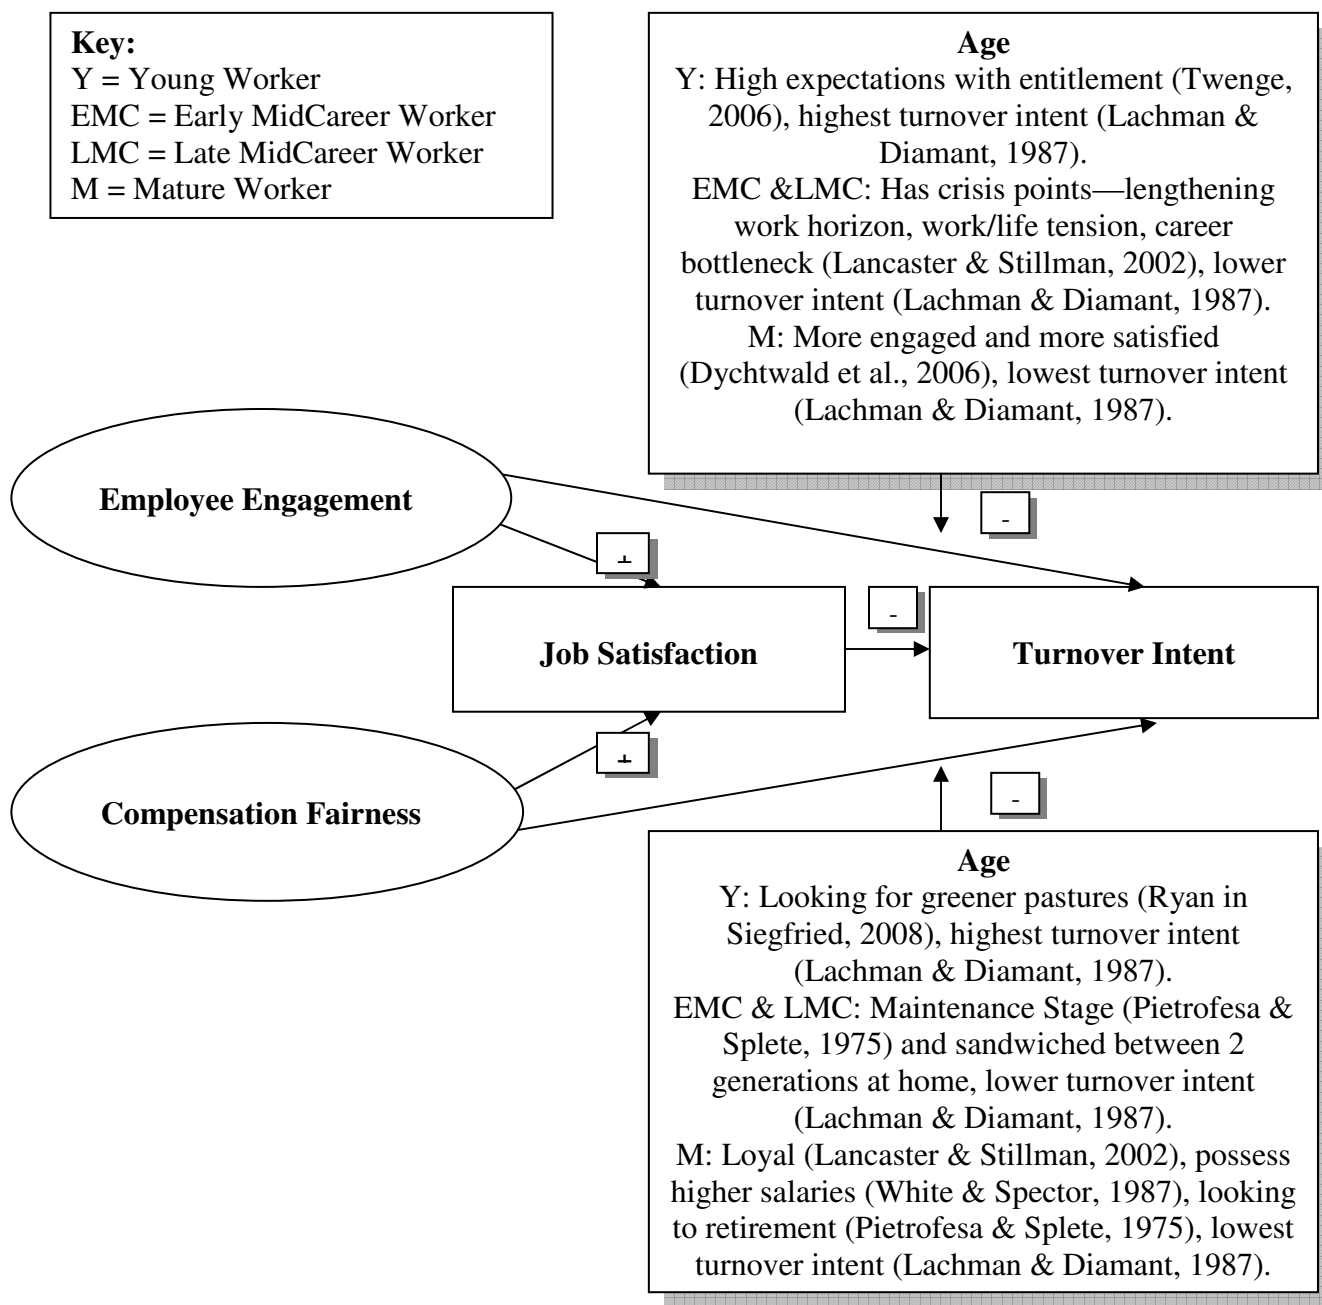 Key:
Y = Young Worker
EMC = Early MidCareer Worker
LMC = Late MidCareer Worker
M = Mature Worker
Age
Y: High expectations with entitlement (Twenge,
2006), highest turnover intent (Lachman &
Diamant, 1987).
EMC &LMC: Has crisis points—lengthening
work horizon, work/life tension, career
bottleneck (Lancaster & Stillman, 2002), lower
turnover intent (Lachman & Diamant, 1987).
M: More engaged and more satisfied
(Dychtwald et al., 2006), lowest turnover intent
(Lachman & Diamant, 1987).
Employee Engagement
-
+
-
Job Satisfaction
Turnover Intent
+
-
Compensation Fairness
Age
Y: Looking for greener pastures (Ryan in
Siegfried, 2008), highest turnover intent
(Lachman & Diamant, 1987).
EMC & LMC: Maintenance Stage (Pietrofesa &
Splete, 1975) and sandwiched between 2
generations at home, lower turnover intent
(Lachman & Diamant, 1987).
M: Loyal (Lancaster & Stillman, 2002), possess
higher salaries (White & Spector, 1987), looking
to retirement (Pietrofesa & Splete, 1975), lowest
turnover intent (Lachman & Diamant, 1987).